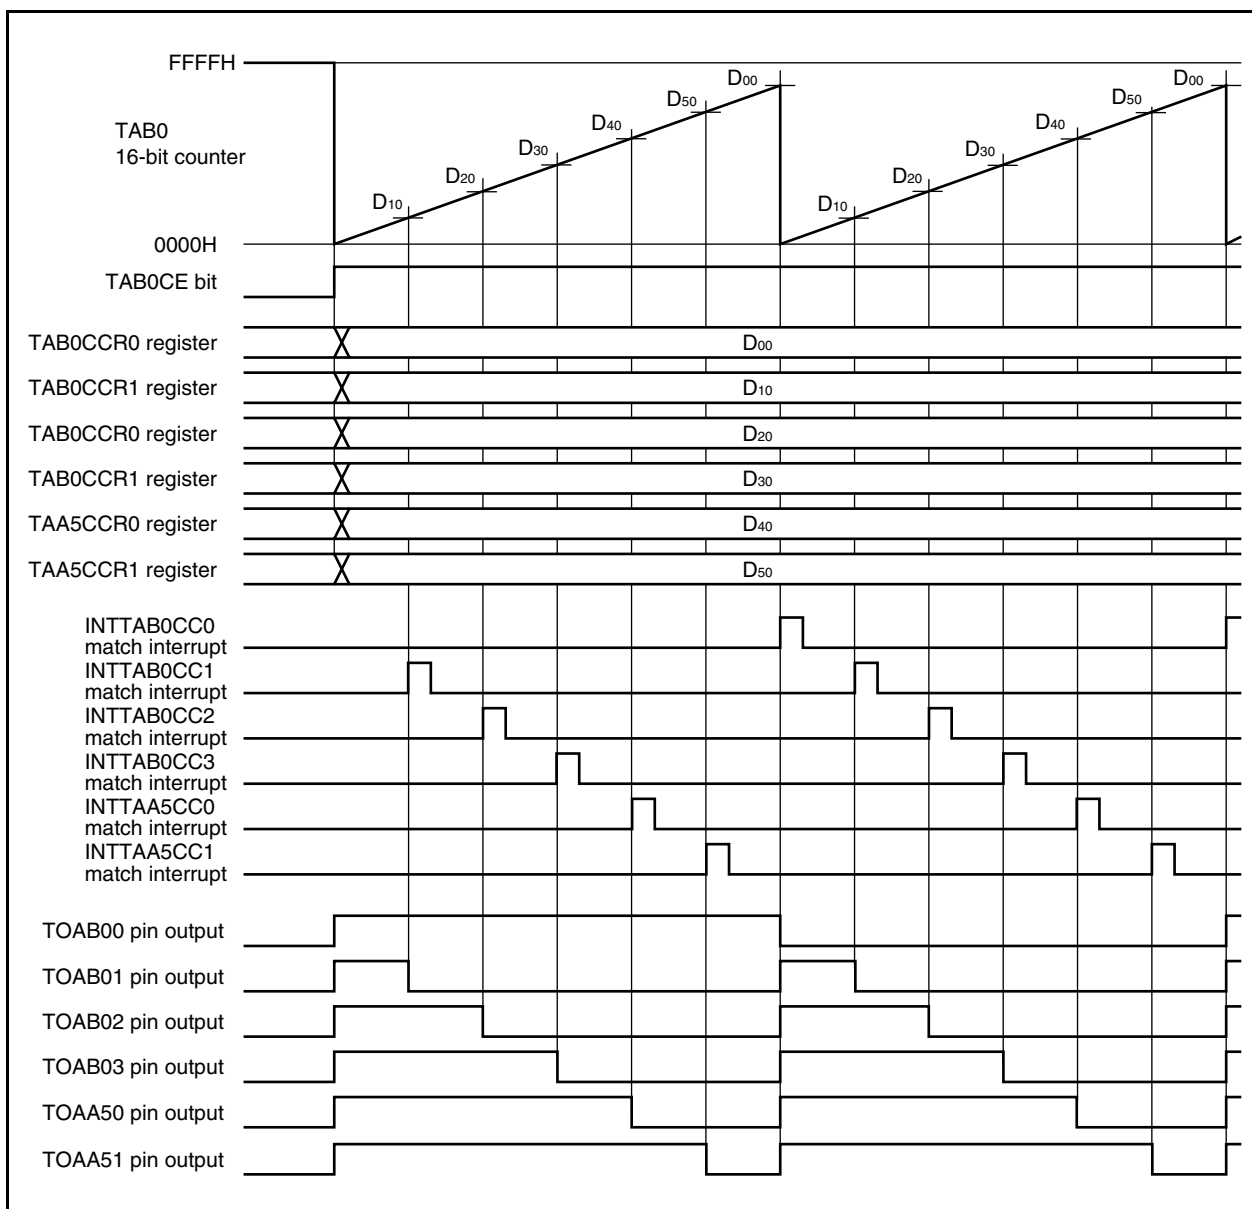 FFFFH
D00
D00
D50
D50
D40
D40
TAB0
16-bit counter
D30
D30
D20
D20
D10
D10
0000H
TAB0CE bit
TAB0CCR0 register
D00
TAB0CCR1 register
D10
TAB0CCR0 register
D20
TAB0CCR1 register
D30
TAA5CCR0 register
D40
TAA5CCR1 register
D50
INTTAB0CC0
match interrupt
INTTAB0CC1
match interrupt
INTTAB0CC2
match interrupt
INTTAB0CC3
match interrupt
INTTAA5CC0
match interrupt
INTTAA5CC1
match interrupt
TOAB00 pin output
TOAB01 pin output
TOAB02 pin output
TOAB03 pin output
TOAA50 pin output
TOAA51 pin output